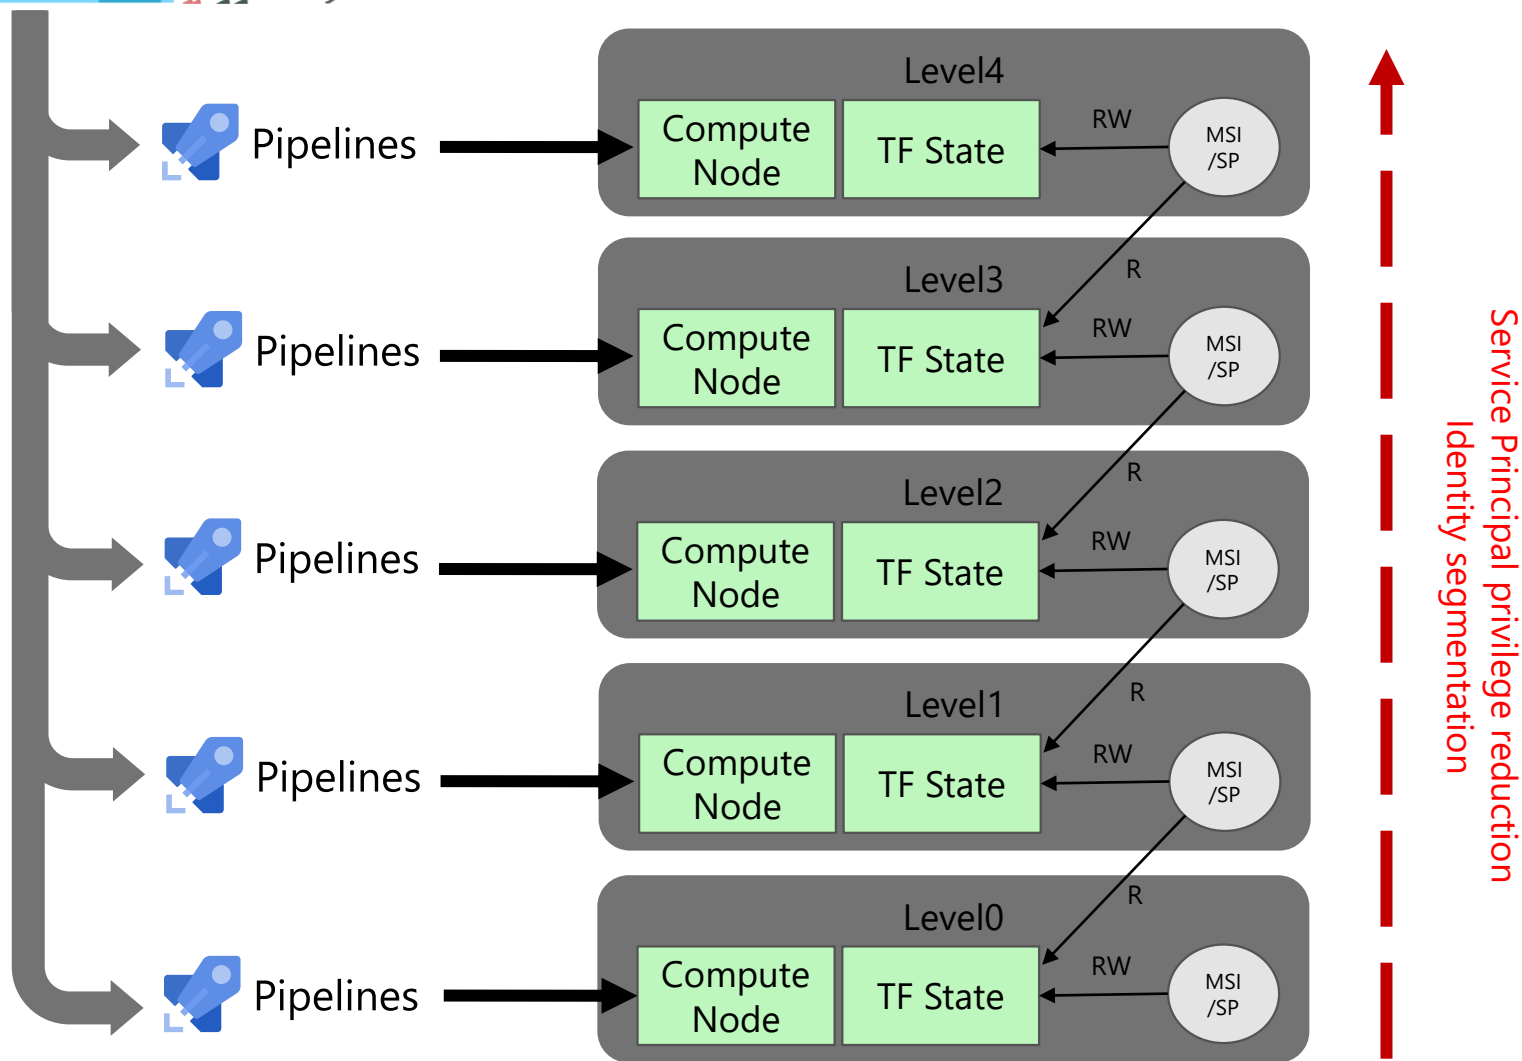 Level4
Pipelines
Compute
Node
TF State
RW
MSI
/SP
R
Level3
Pipelines
Compute
Node
TF State
RW
MSI
/SP
R
Level2
Pipelines
Compute
Node
TF State
RW
MSI
/SP
R
Level1
Pipelines
Compute
Node
TF State
RW
MSI
/SP
R
Level0
Pipelines
Compute
Node
TF State
RW
MSI
/SP
Service Principal privilege reduction
Identity segmentation